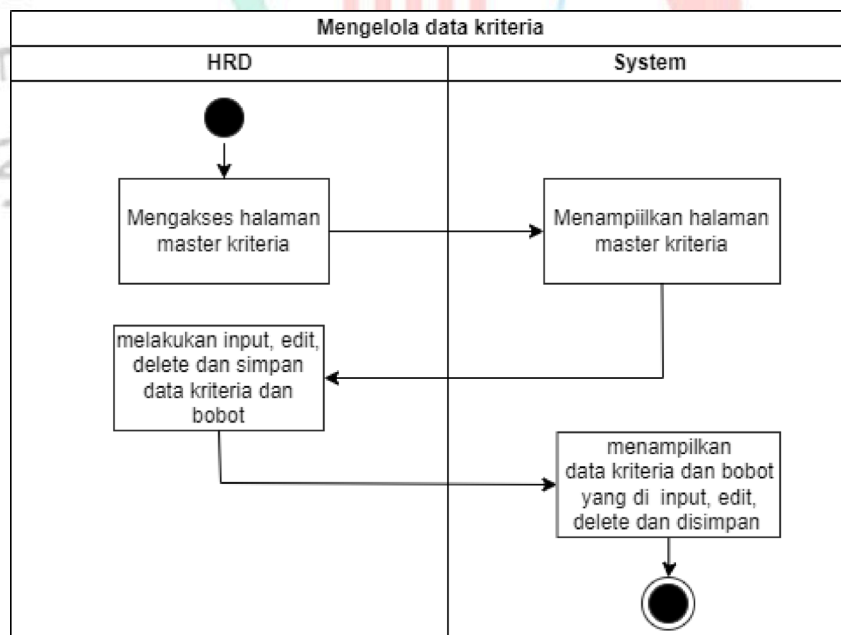 Mengelola data kriteria
HRD
System
Mengakses halaman
master kriteria
Menampiilkan halaman
master kriteria
melakukan input, edit,
delete dan simpan
data kriteria dan
bobot
menampilkan
data kriteria dan bobot
yang di input, edit,
delete dan disimpan